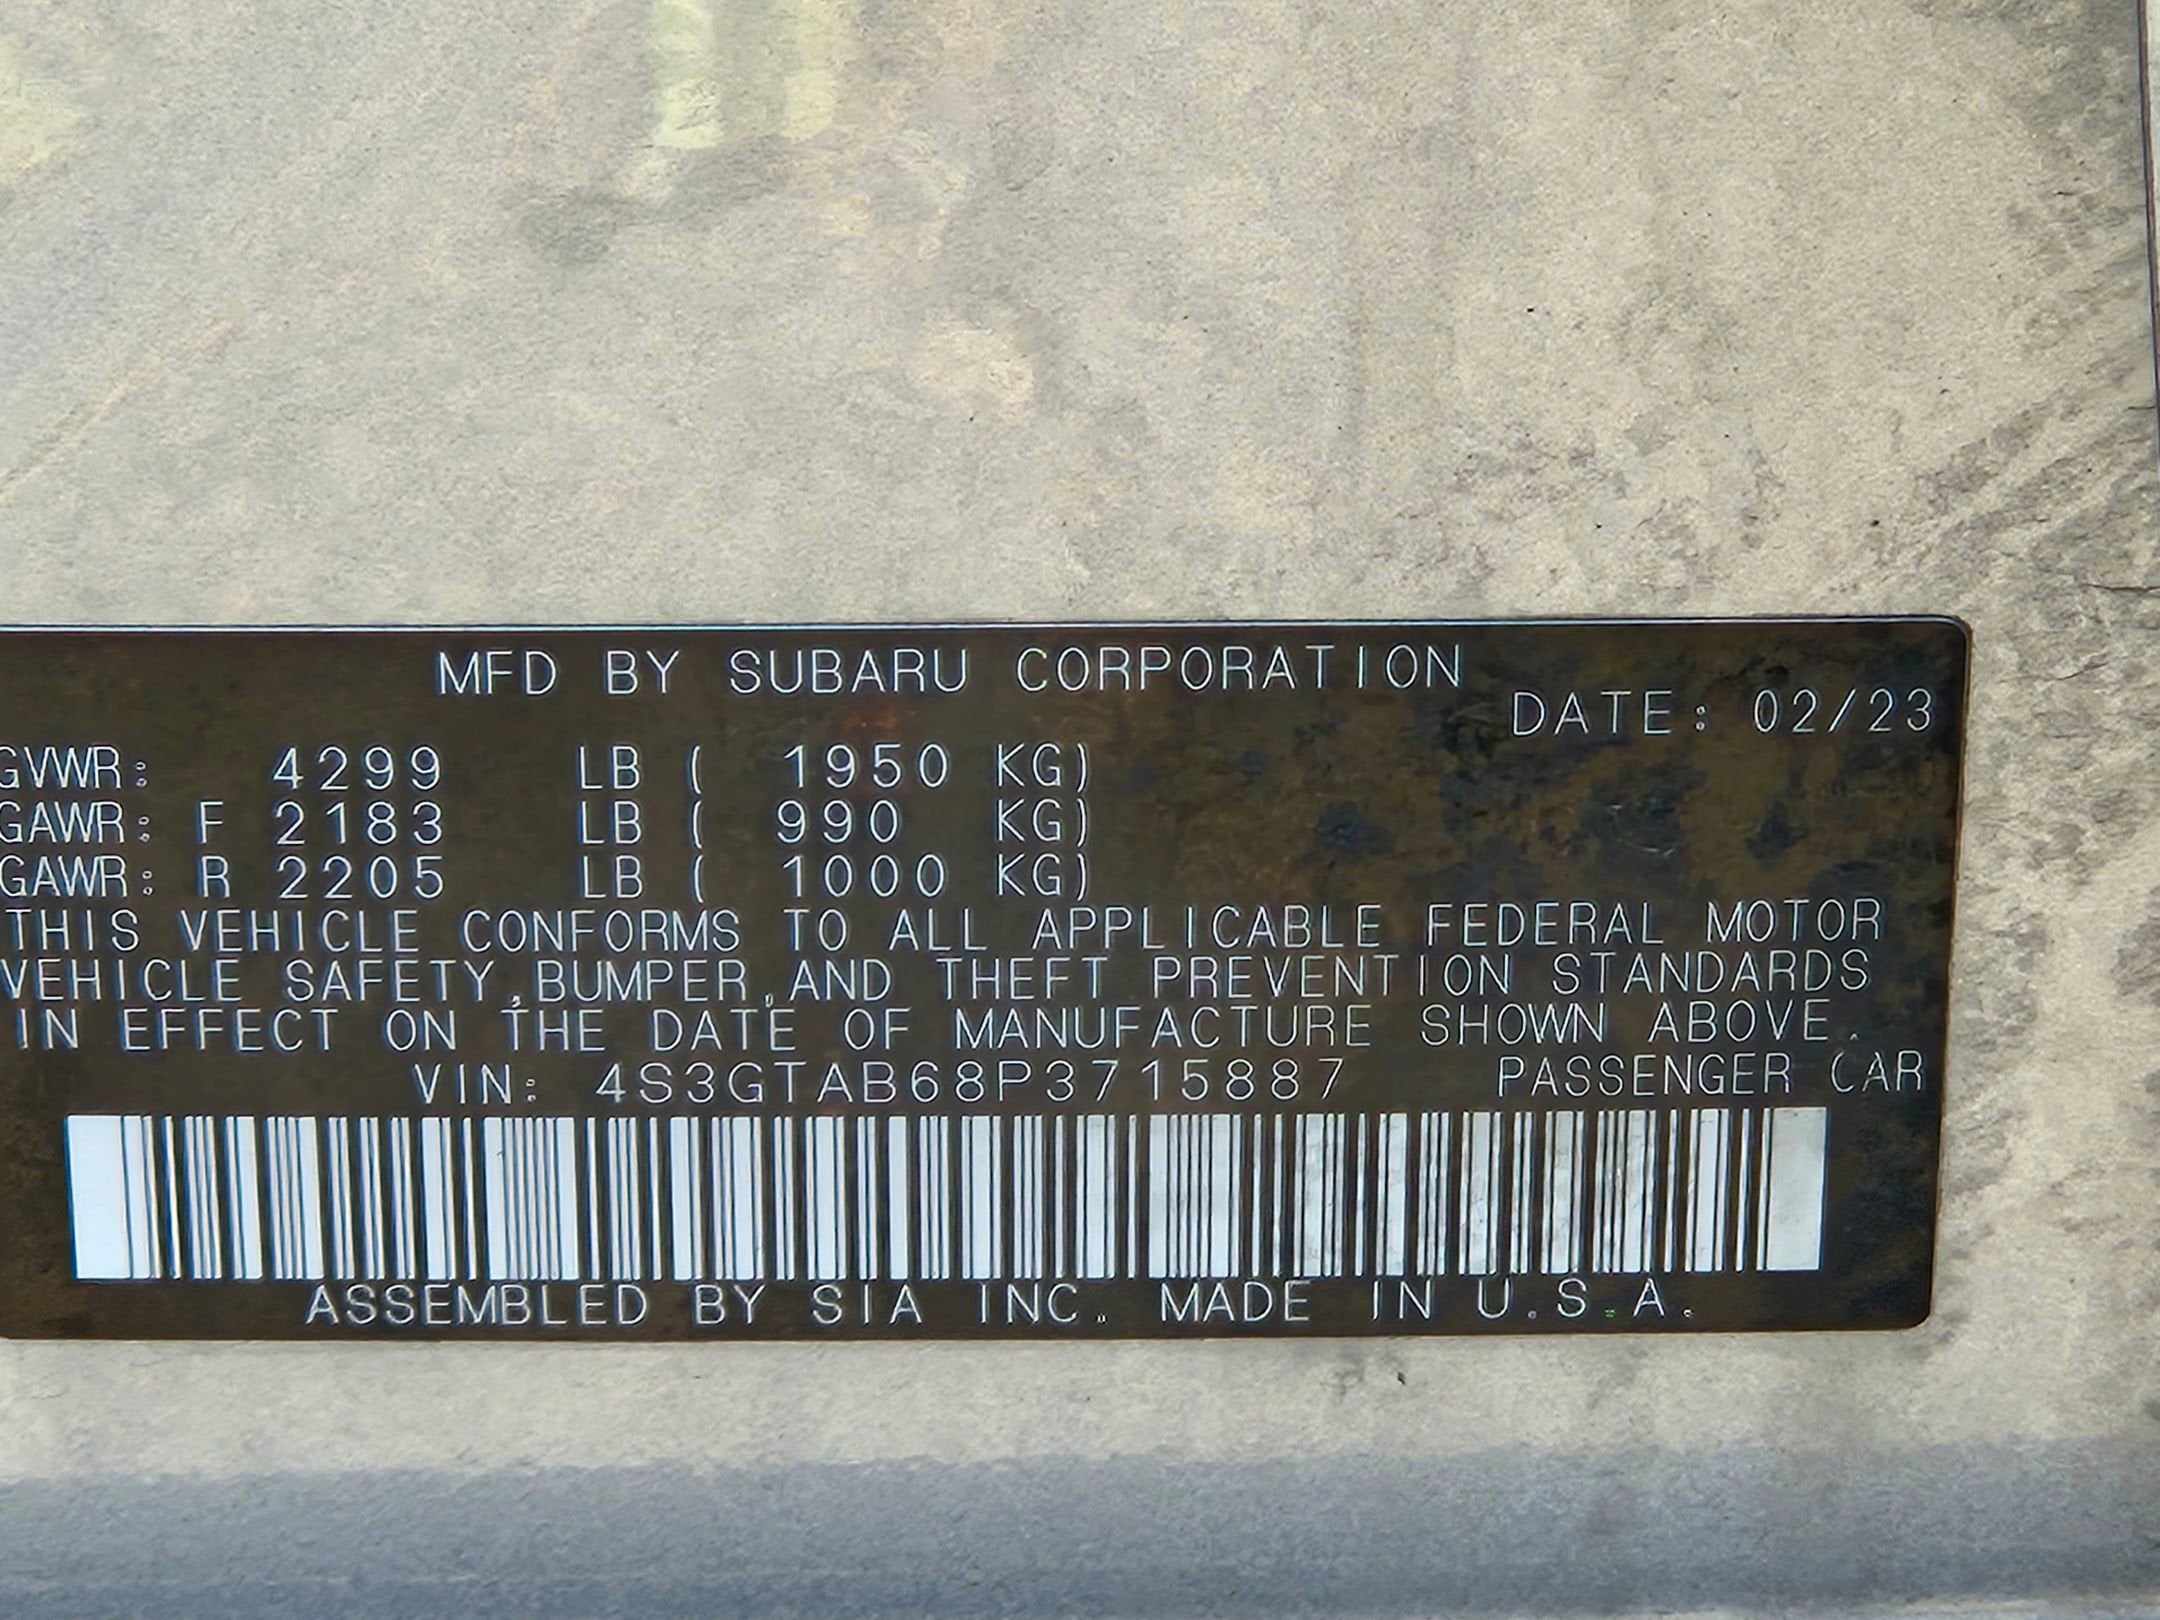 MFD BY SUBARU CORPORATION
DATE: 02/23
GVWR: 4299 LB ( 1950 KG)
GAWR: F 2183 LB ( 990 KG)
GAWR: R 2205 LB ( 1000 KG)
THIS VEHICLE CONFORMS TO ALL APPLICABLE FEDERAL MOTOR
VEHICLE SAFETY,BUMPER,AND THEFT PREVENTION STANDARDS
IN EFFECT ON THE DATE OF MANUFACTURE SHOWN ABOVE.
VIN: 4S3GTAB68P3715887 PASSENGER CAR
ASSEMBLED BY SIA INC. MADE IN U.S.A.